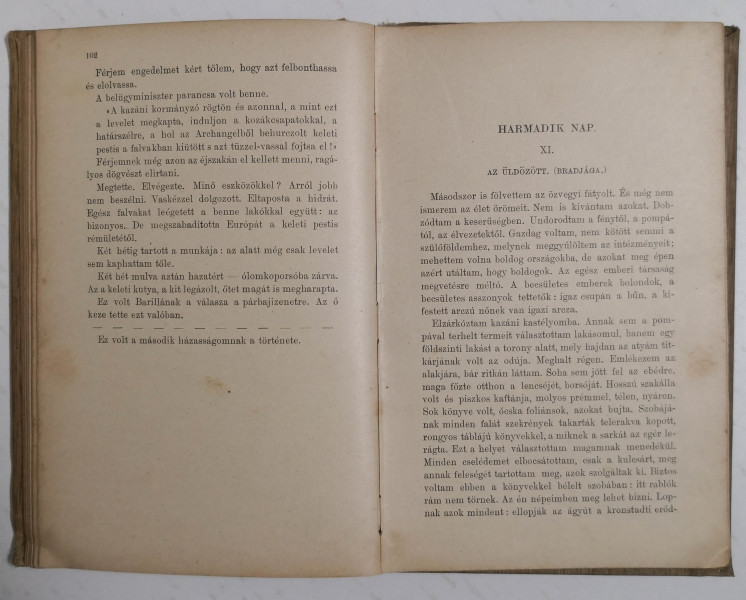 102
Férjem engedelmet kért tőlem, hogy azt felbonthassa
és elolvassa.
A belügyminiszter parancsa volt benne.
«A kazáni kormányzó rögtön és azonnal, a mint ezt
a levelet megkapta, induljon a kozákcsapatokkal, a
határszélre, a hol az Archangelből behurczolt keleti
pestis a falvakban kiütött s azt tűzzel-vassal fojtsa el!»
Férjemnek még azon az éjszakán el kellett menni, ragá-
lyos dögvészt elirtani.
Megtette. Elvégezte. Minő eszközökkel? Arról jobb
nem beszélni. Vaskézzel dolgozott. Eltaposta a hidrát.
Egész falvakat leégetett a benne lakókkal együtt: az
bizonyos. De megszabadította Európát a keleti pestis
rémületétől.
Két hétig tartott a munkája: az alatt még csak levelet
sem kaphattam tőle.
Két hét mulva aztán hazatért — ólomkoporsóba zárva.
Az a keleti kutya, a kit legázolt, őtet magát is megharapta.
Ez volt Barillának a válasza a párbajizenetre. Az ő
keze tette ezt valóban.
Ez volt a második házasságomnak a története.
HARMADIK NAP.
XI.
AZ ÜLDÖZÖTT. (BRADJÁGA.)
Másodszor is fölvettem az özvegyi fátyolt. És még nem
ismerem az élet örömeit. Nem is kívántam azokat. Dob-
zódtam a keserűségben. Undorodtam a fénytől, a pompá-
tól, az élvezetektől. Gazdag voltam, nem kötött semmi a
szülőföldemhez, melynek meggyűlöltem az intézményeit;
mehettem volna boldog országokba, de azokat meg épen
azért utáltam, hogy boldogok. Az egész emberi társaság
megvetésre méltó. A becsületes emberek bolondok, a
becsületes asszonyok tettetők: igaz csupán a bűn, a ki-
festett arczú nőnek van igazi arcza.
Elzárkóztam kazáni kastélyomba. Annak sem a pom-
pával terhelt termeit választottam lakásomul, hanem egy
földszinti lakást a torony alatt, mely hajdan az atyám tit-
kárjának volt az odúja. Meghalt régen. Emlékezem az
alakjára, bár ritkán láttam. Soha sem jött fel az ebédre,
maga főzte otthon a lencséjét, borsóját. Hosszú szakálla
volt és piszkos kaftánja, molyos prémmel, télen, nyáron.
Sok könyve volt, ócska foliánsok, azokat bujta. Szobájá-
nak minden falát szekrények takarták telerakva kopott,
rongyos táblájú könyvekkel, a miknek a sarkát az egér le-
rágta. Ezt a helyet választottam magamnak menedékül.
Minden cselédemet elbocsátottam, csak a kulcsárt, meg
annak feleségét tartottam meg, azok szolgáltak ki. Biztos
voltam ebben a könyvekkel bélelt szobában: itt rablók
rám nem törnek. Az én népeimben meg lehet bizni. Lop-
nak azok mindent: ellopják az ágyút a kronstadti erőd-